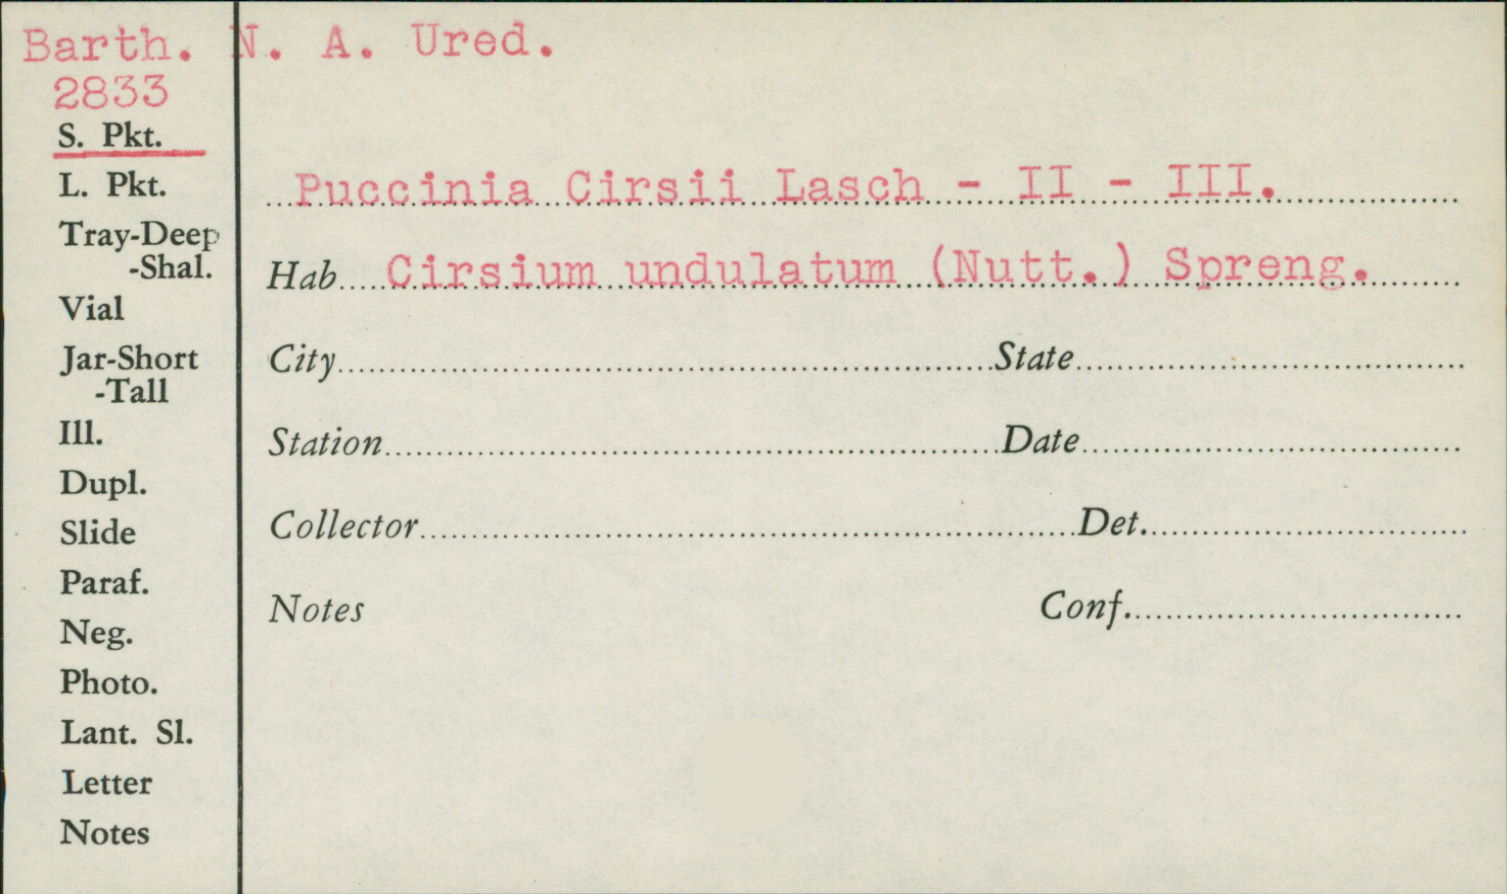 Barth. N. A. Ured.
2833
S. Pkt.
L. Pkt.
Tray-Deep
-Shal.
Vial
Jar-Short
-Tall
Ill.
Dupl.
Slide
Paraf.
Neg.
Photo.
Lant. Sl.
Letter
Notes
Puccinia Cirsii Lasch - II - III.
Hab Cirsium undulatum (Nutt.) Spreng.
City State
Station Date
Collector Det.
Notes Conf.